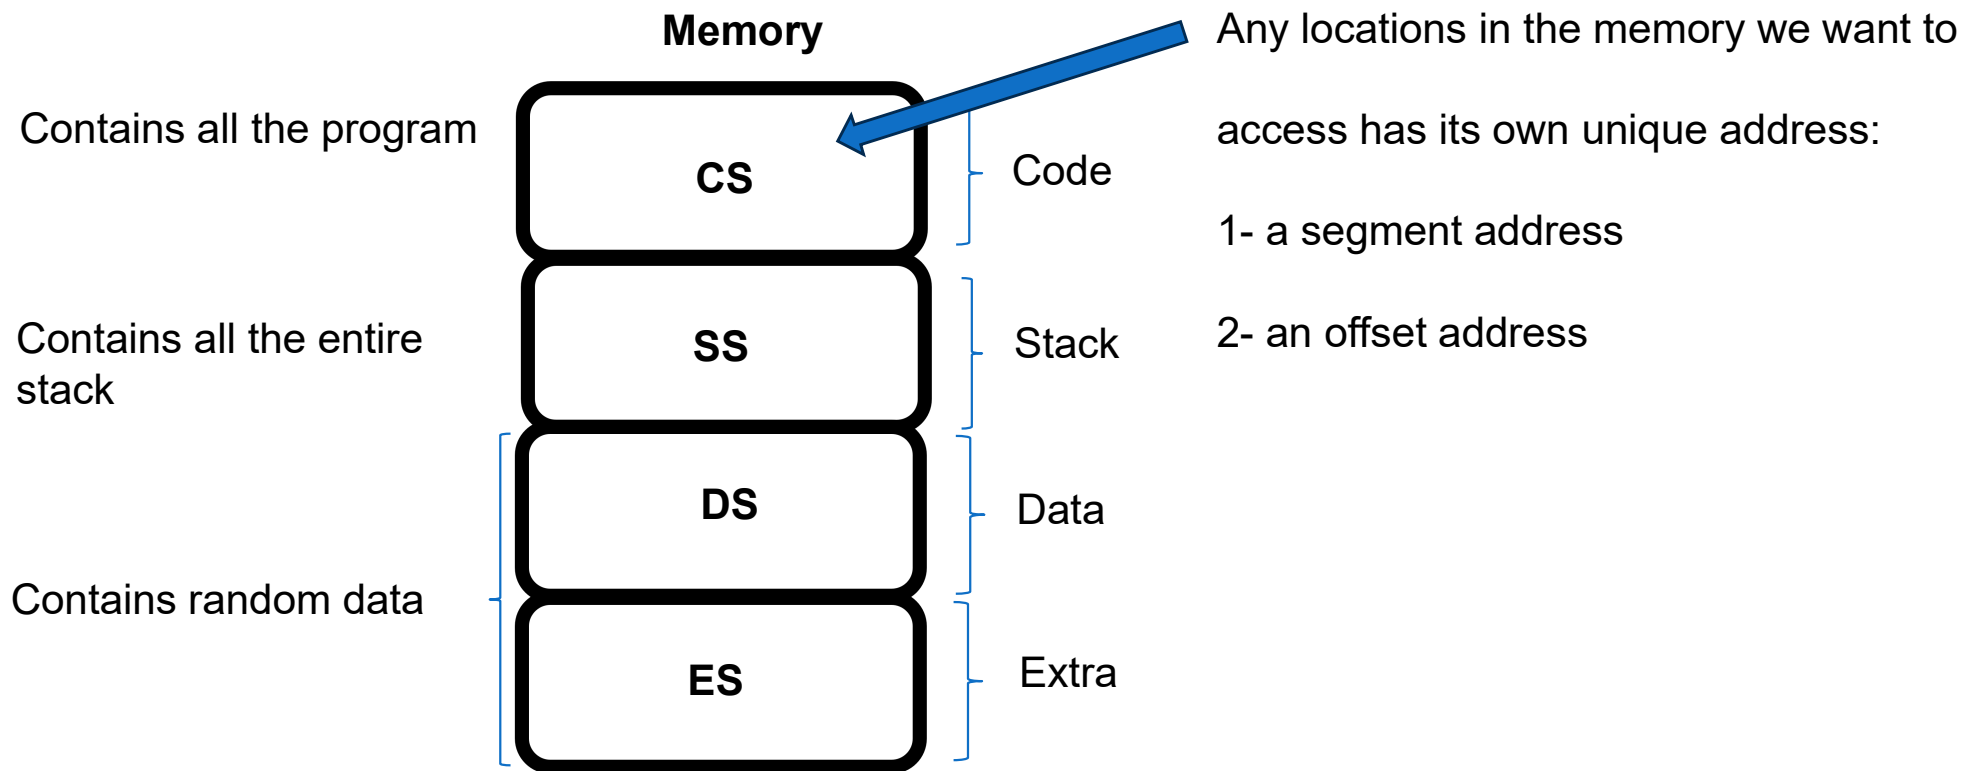 Memory
Contains all the program
CS
Code
Contains all the entire
stack
SS
Stack
DS
Data
Contains random data
ES
Extra
Any locations in the memory we want to
access has its own unique address:
1- a segment address
2- an offset address